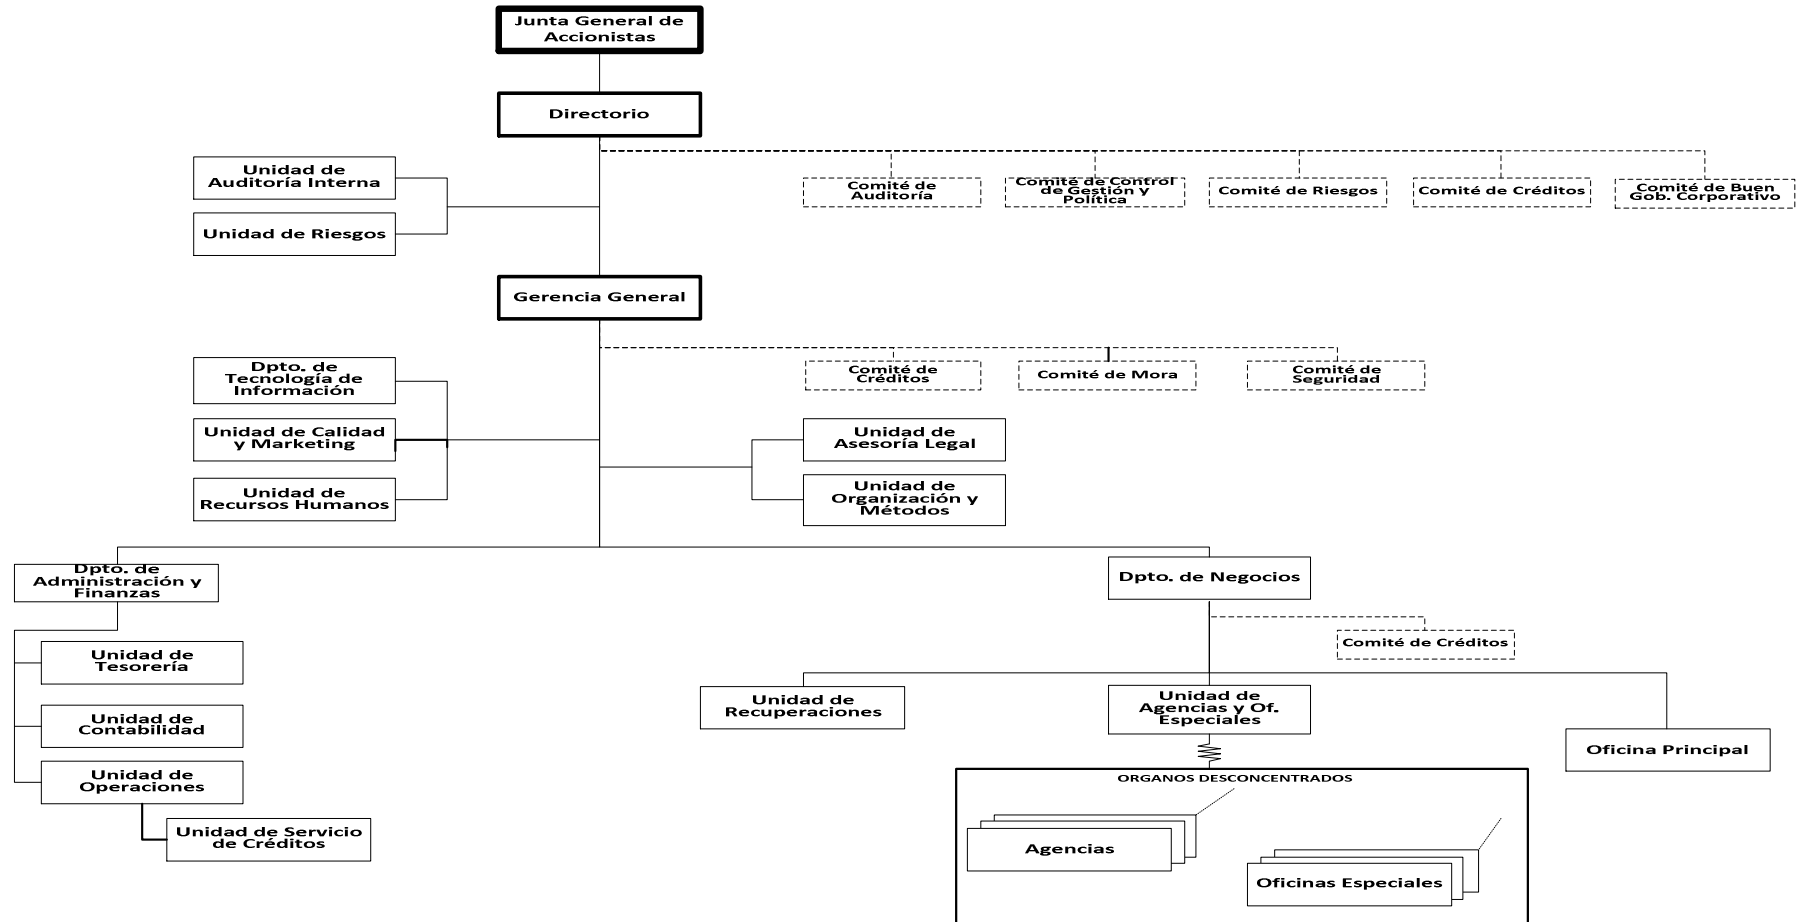 Junta General de
Accionistas
Directorio
Unidad de
Auditoría Interna
Unidad de Riesgos
Comité de
Auditoría
Comité de Control
de Gestión y
Política
Comité de Riesgos
Comité de Créditos
Comité de Buen
Gob. Corporativo
Gerencia General
Dpto. de
Tecnología de
Información
Unidad de Calidad
y Marketing
Unidad de
Recursos Humanos
Comité de
Créditos
Comité de Mora
Comité de
Seguridad
Unidad de
Asesoría Legal
Unidad de
Organización y
Métodos
Dpto. de
Administración y
Finanzas
Unidad de
Tesorería
Unidad de
Contabilidad
Unidad de
Operaciones
Unidad de Servicio
de Créditos
Dpto. de Negocios
Comité de Créditos
Unidad de
Recuperaciones
Unidad de
Agencias y Of.
Especiales
Oficina Principal
ORGANOS DESCONCENTRADOS
Agencias
Oficinas Especiales